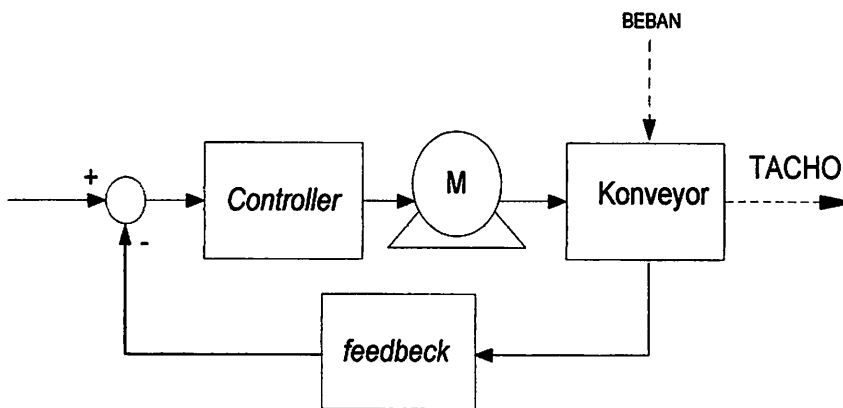 BEBAN
TACHO
+
Controller
M
Konveyor
-
feedbeck